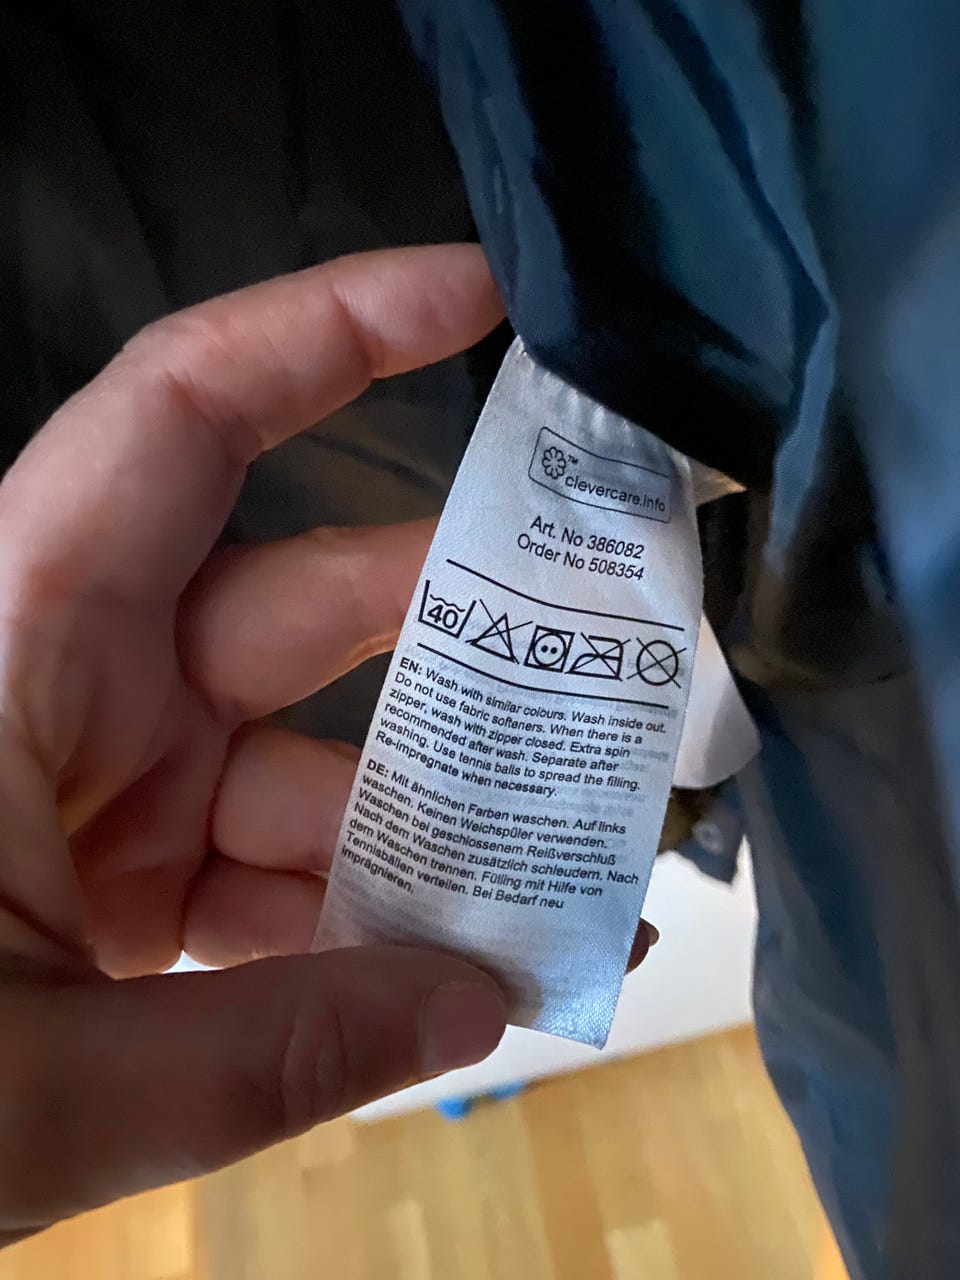 ™
clevercare.info
Art. No 386082
Order No 508354
40
EN: Wash with similar colours. Wash inside out.
Do not use fabric softeners. When there is a
zipper, wash with zipper closed. Extra spin
recommended after wash. Separate after
washing. Use tennis balls to spread the filling.
Re-impregnate when necessary.
DE: Mit ähnlichen Farben waschen. Auf links
waschen. Keinen Weichspüler verwenden.
Waschen bei geschlossenem Reißverschluß
Nach dem Waschen zusätzlich schleudern. Nach
dem Waschen trennen. Fülling mit Hilfe von
Tennisbällen verteilen. Bei Bedarf neu
imprägnieren.